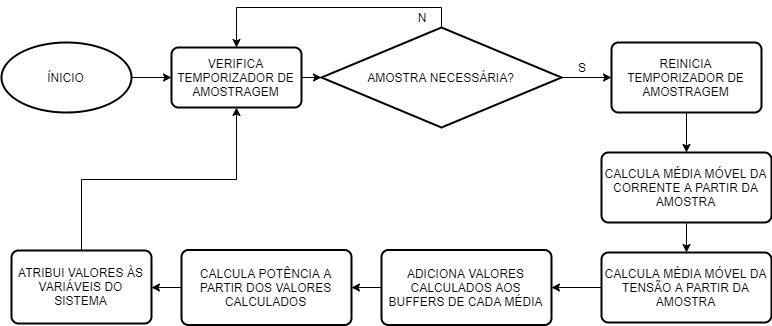 ÍNICIO
VERIFICA
TEMPORIZADOR DE
AMOSTRAGEM
N
AMOSTRA NECESSÁRIA?
S
REINICIA
TEMPORIZADOR DE
AMOSTRAGEM
CALCULA MÉDIA MÓVEL DA
CORRENTE A PARTIR DA
AMOSTRA
CALCULA MÉDIA MÓVEL DA
TENSÃO A PARTIR DA
AMOSTRA
ADICIONA VALORES
CALCULADOS AOS
BUFFERS DE CADA MÉDIA
CALCULA POTÊNCIA A
PARTIR DOS VALORES
CALCULADOS
ATRIBUI VALORES ÀS
VARIÁVEIS DO
SISTEMA